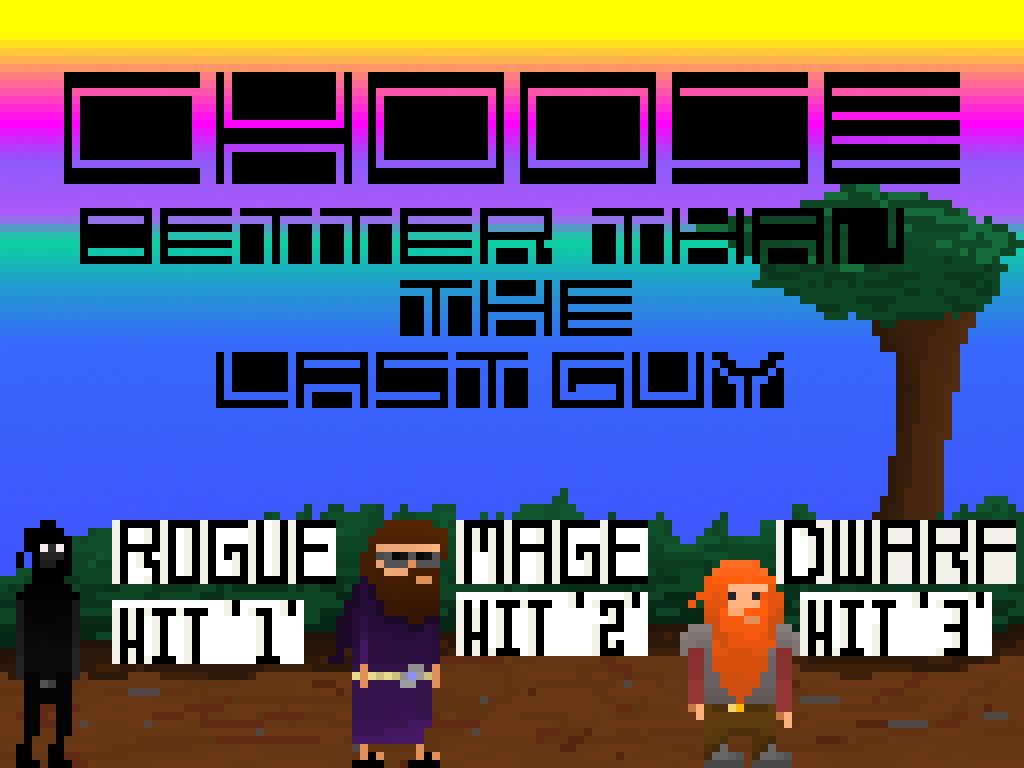 CHOOSE
BETTER THAN
THE
LAST GUY
ROGUE
HIT '1'
MAGE
HIT '2'
DWARF
HIT '3'